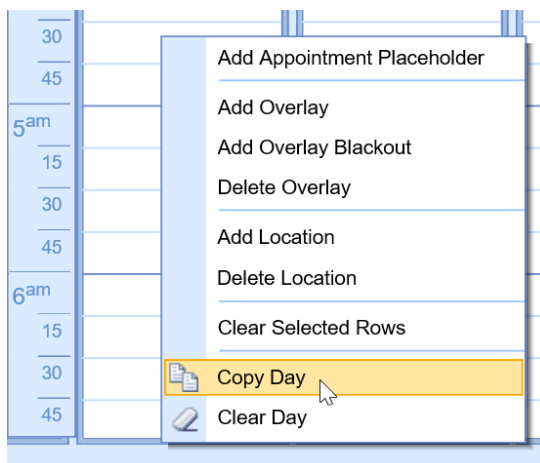 30
45
5am
15
30
45
6am
15
30
45
Add Appointment Placeholder
Add Overlay
Add Overlay Blackout
Delete Overlay
Add Location
Delete Location
Clear Selected Rows
Copy Day
Clear Day